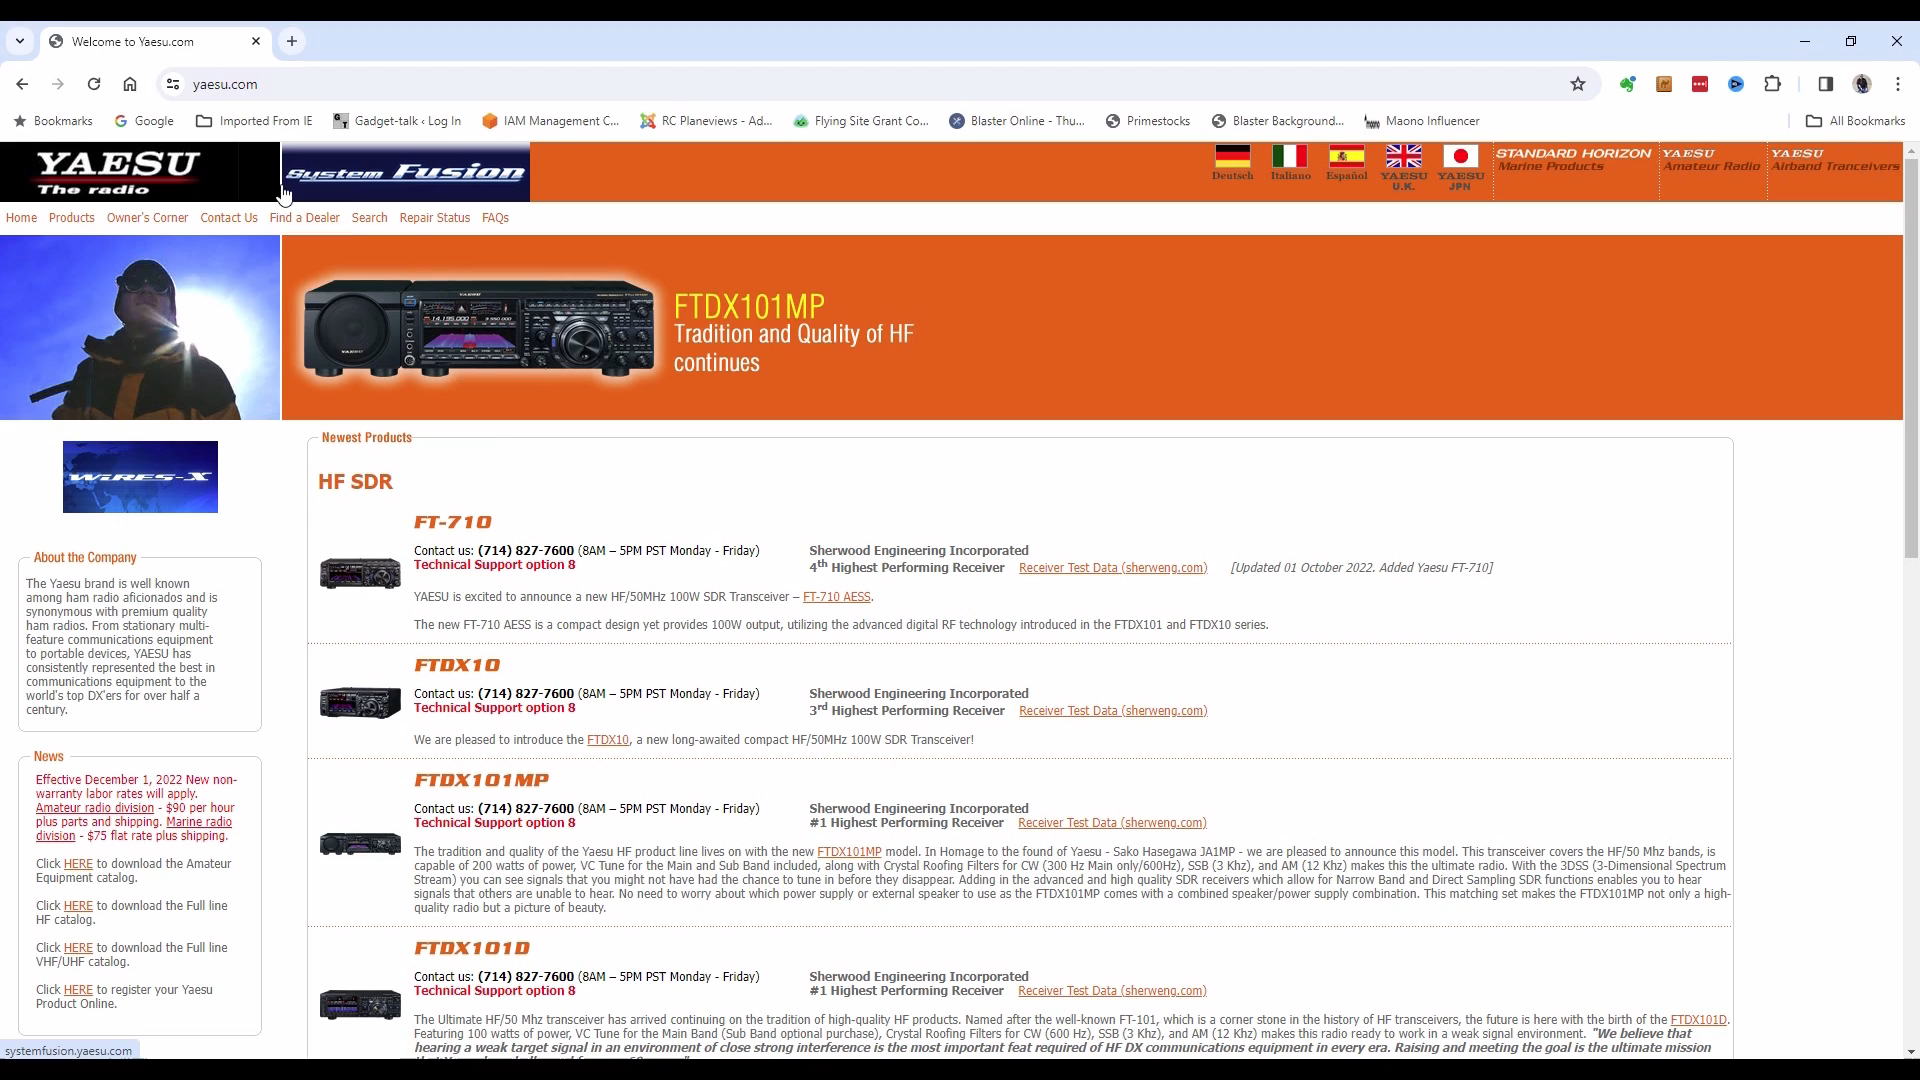 Welcome to Yaesu.com
yaesu.com
Bookmarks
Google
Imported From IE
Gadget-talk ‹ Log In
IAM Management C...
RC Planeviews - Ad...
Flying Site Grant Co...
Blaster Online - Thu...
Primestocks
Blaster Background...
Maono Influencer
All Bookmarks
YAESU
The radio
System Fusion
Deutsch
Italiano
Español
YAESU
U.K.
YAESU
JPN
STANDARD HORIZON
Marine Products
YAESU
Amateur Radio
YAESU
Airband Tranceivers
Home Products Owner's Corner Contact Us Find a Dealer Search Repair Status FAQs
YAESU
14.195.000
FTDX101MP
Tradition and Quality of HF
continues
WIRES-X
About the Company
The Yaesu brand is well known
among ham radio aficionados and is
synonymous with premium quality
ham radios. From stationary multi-
feature communications equipment
to portable devices, YAESU has
consistently represented the best in
communications equipment to the
world's top DX'ers for over half a
century.
News
Effective December 1, 2022 New non-
warranty labor rates will apply.
Amateur radio division - $90 per hour
plus parts and shipping. Marine radio
division - $75 flat rate plus shipping.
Click HERE to download the Amateur
Equipment catalog.
Click HERE to download the Full line
HF catalog.
Click HERE to download the Full line
VHF/UHF catalog.
Click HERE to register your Yaesu
Product Online.
Newest Products
HF SDR
FT-710
Contact us: (714) 827-7600 (8AM – 5PM PST Monday - Friday)
Technical Support option 8
Sherwood Engineering Incorporated
4th Highest Performing Receiver Receiver Test Data (sherweng.com) [Updated 01 October 2022. Added Yaesu FT-710]
YAESU is excited to announce a new HF/50MHz 100W SDR Transceiver – FT-710 AESS.
The new FT-710 AESS is a compact design yet provides 100W output, utilizing the advanced digital RF technology introduced in the FTDX101 and FTDX10 series.
FTDX10
Contact us: (714) 827-7600 (8AM – 5PM PST Monday - Friday)
Technical Support option 8
Sherwood Engineering Incorporated
3rd Highest Performing Receiver Receiver Test Data (sherweng.com)
We are pleased to introduce the FTDX10, a new long-awaited compact HF/50MHz 100W SDR Transceiver!
FTDX101MP
Contact us: (714) 827-7600 (8AM – 5PM PST Monday - Friday)
Technical Support option 8
Sherwood Engineering Incorporated
#1 Highest Performing Receiver Receiver Test Data (sherweng.com)
The tradition and quality of the Yaesu HF product line lives on with the new FTDX101MP model. In Homage to the found of Yaesu - Sako Hasegawa JA1MP - we are pleased to announce this model. This transceiver covers the HF/50 Mhz bands, is
capable of 200 watts of power, VC Tune for the Main and Sub Band included, along with Crystal Roofing Filters for CW (300 Hz Main only/600Hz), SSB (3 Khz), and AM (12 Khz) makes this the ultimate radio. With the 3DSS (3-Dimensional Spectrum
Stream) you can see signals that you might not have had the chance to tune in before they disappear. Adding in the advanced and high quality SDR receivers which allow for Narrow Band and Direct Sampling SDR functions enables you to hear
signals that others are unable to hear. No need to worry about which power supply or external speaker to use as the FTDX101MP comes with a combined speaker/power supply combination. This matching set makes the FTDX101MP not only a high-
quality radio but a picture of beauty.
FTDX101D
Contact us: (714) 827-7600 (8AM – 5PM PST Monday - Friday)
Technical Support option 8
Sherwood Engineering Incorporated
#1 Highest Performing Receiver Receiver Test Data (sherweng.com)
The Ultimate HF/50 Mhz transceiver has arrived continuing on the tradition of high-quality HF products. Named after the well-known FT-101, which is a corner stone in the history of HF transceivers, the future is here with the birth of the FTDX101D.
Featuring 100 watts of power, VC Tune for the Main Band (Sub Band optional purchase), Crystal Roofing Filters for CW (600 Hz), SSB (3 Khz), and AM (12 Khz) makes this radio ready to work in a weak signal environment. "We believe that
hearing a weak target signal in an environment of close strong interference is the most important feat required of HF DX communications equipment in every era. Raising and meeting the goal is the ultimate mission
systemfusion.yaesu.com